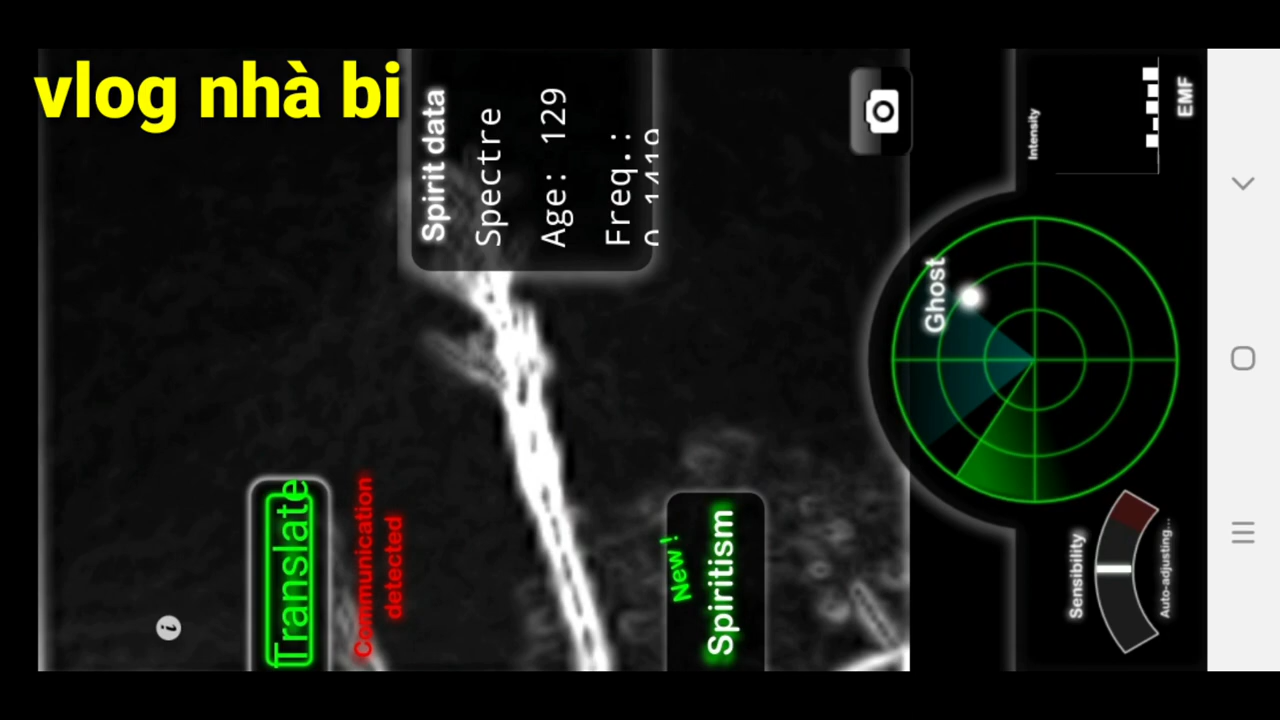 vlog nhà bi
Spirit data
Spectre
Age: 129
Freq.:
Intensity
EMF
Ghost
Translate
Communication
detected
New !
Spiritism
Sensibility
Auto-adjusting...
i